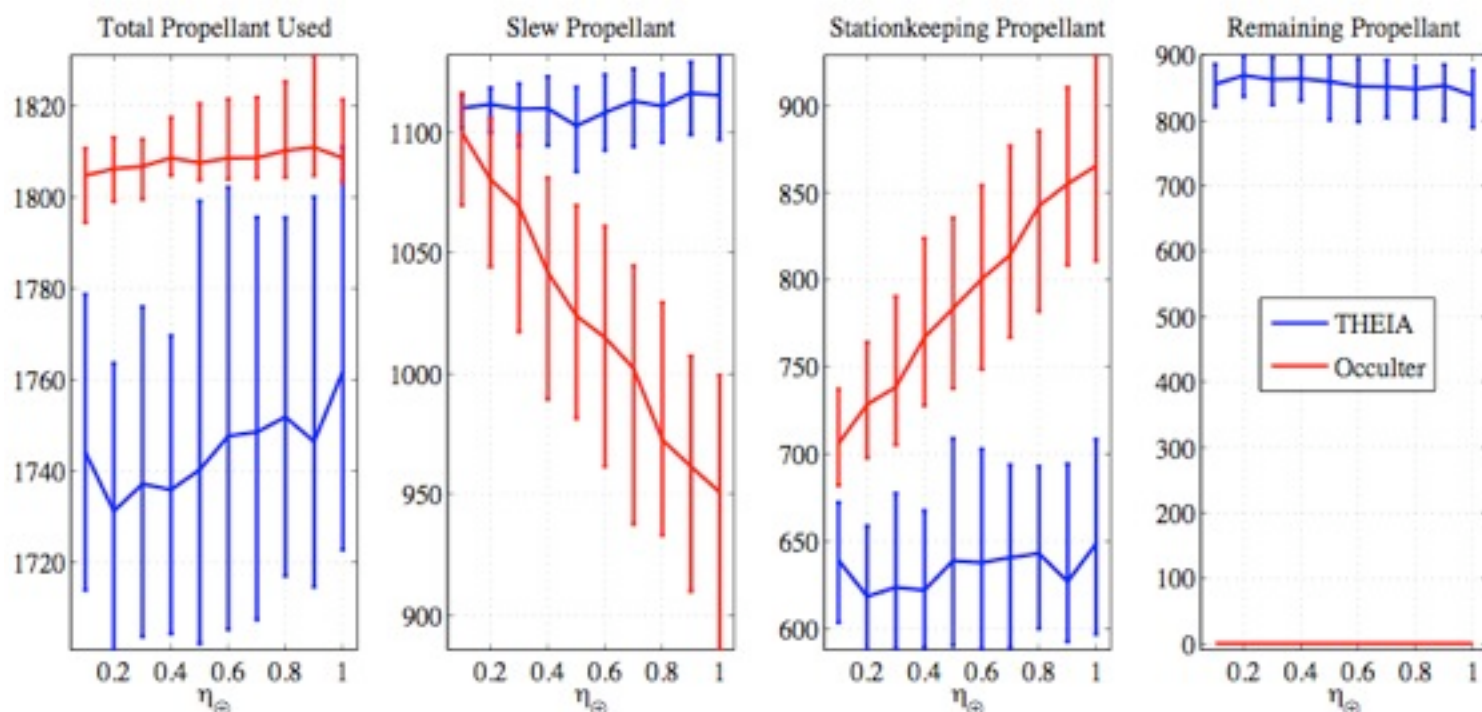 Total Propellant Used
1820
1800
1780
1760
1740
1720
0.2 0.4 0.6 0.8 1
η⊕
Slew Propellant
1100
1050
1000
950
900
0.2 0.4 0.6 0.8 1
η⊕
Stationkeeping Propellant
900
850
800
750
700
650
600
0.2 0.4 0.6 0.8 1
η⊕
Remaining Propellant
900
800
700
600
500
400
300
200
100
0
THEIA
Occulter
0.2 0.4 0.6 0.8 1
η⊕